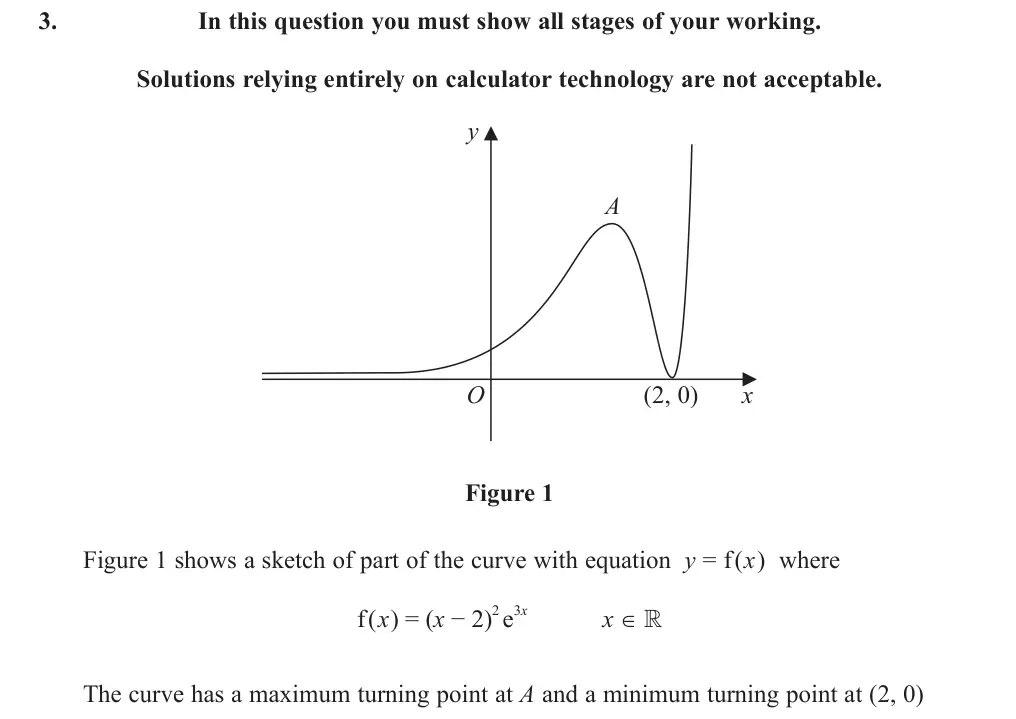 3. In this question you must show all stages of your working.
Solutions relying entirely on calculator technology are not acceptable.
y
A
O (2, 0) x
Figure 1
Figure 1 shows a sketch of part of the curve with equation y = f(x) where
f(x) = (x − 2)² e³ˣ x ∈ ℝ
The curve has a maximum turning point at A and a minimum turning point at (2, 0)